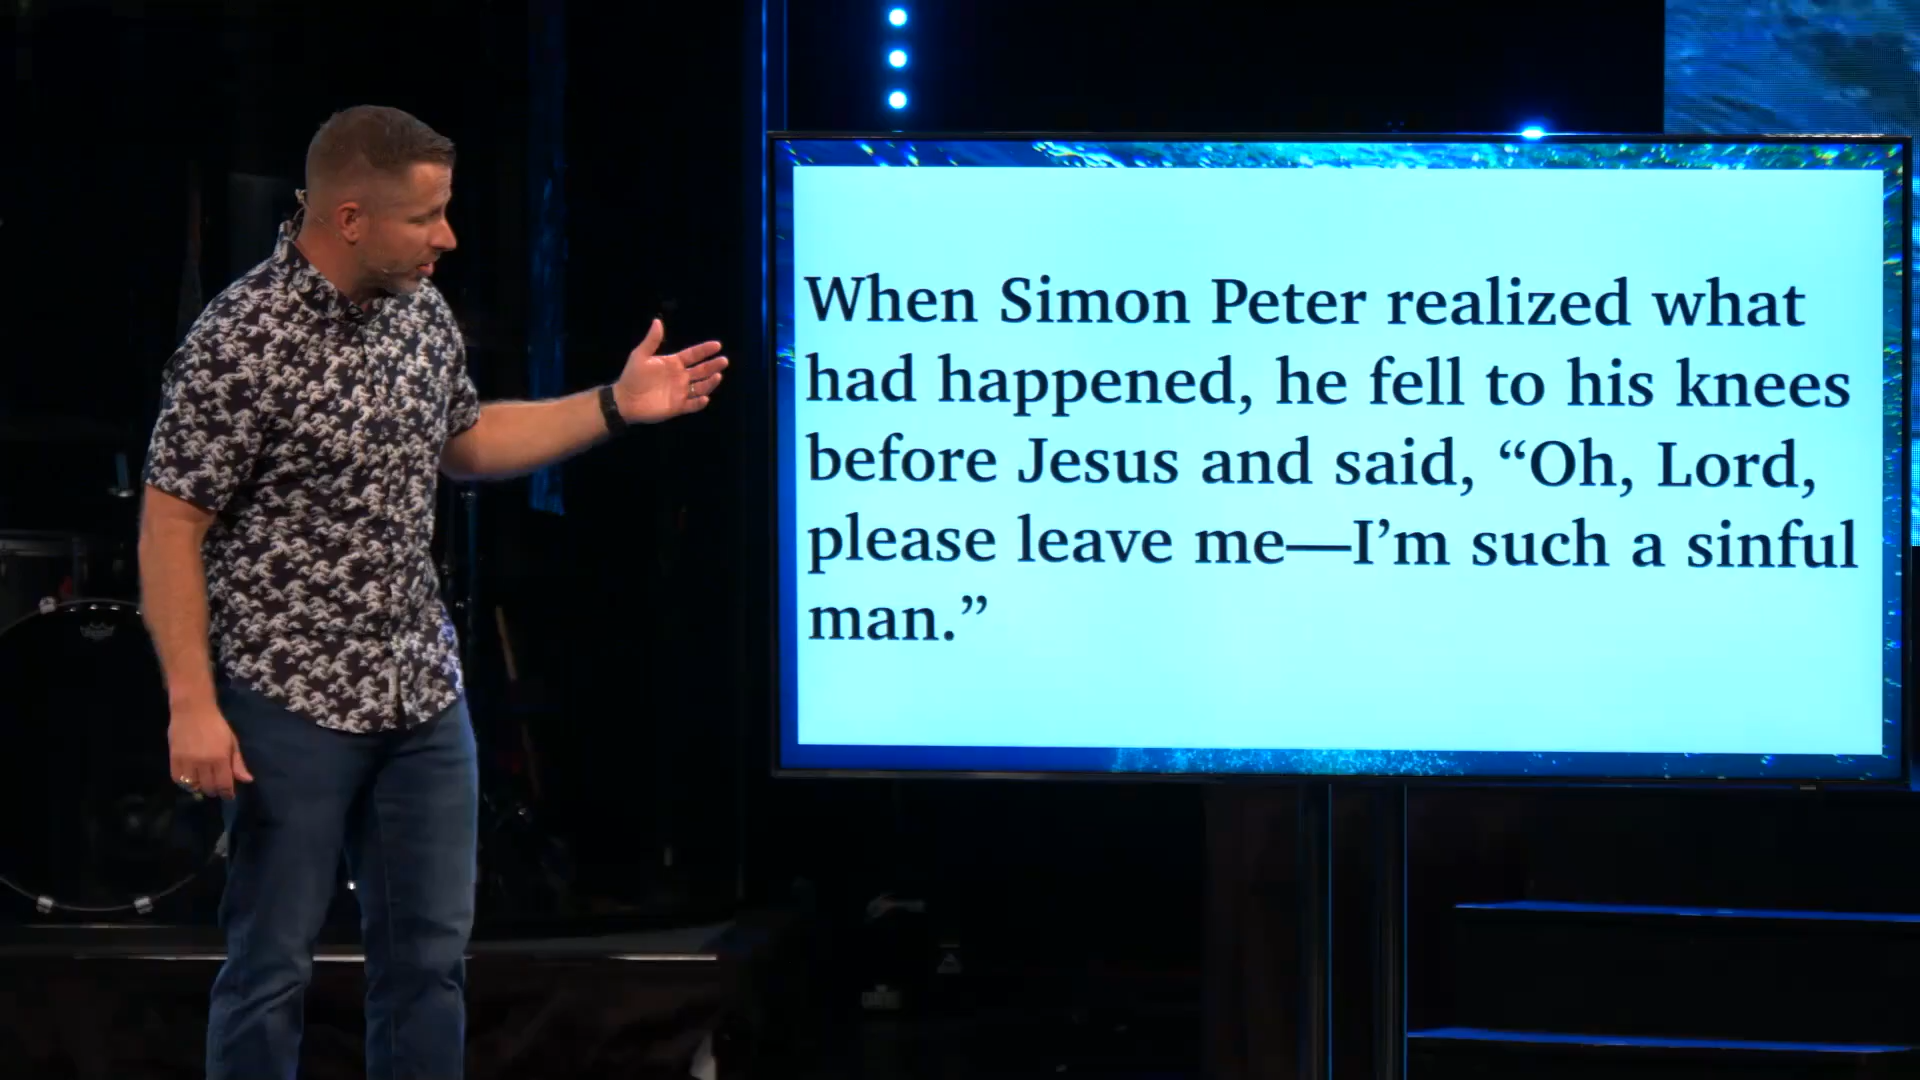 When Simon Peter realized what
had happened, he fell to his knees
before Jesus and said, “Oh, Lord,
please leave me—I’m such a sinful
man.”